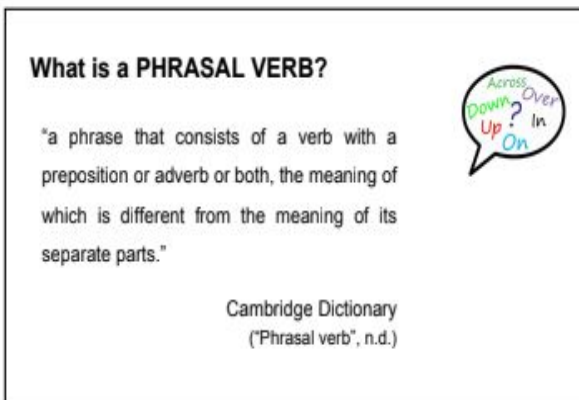 What is a PHRASAL VERB?
"a phrase that consists of a verb with a
preposition or adverb or both, the meaning of
which is different from the meaning of its
separate parts."
Cambridge Dictionary
("Phrasal verb", n.d.)
Across
Down ? Over
Up In
On